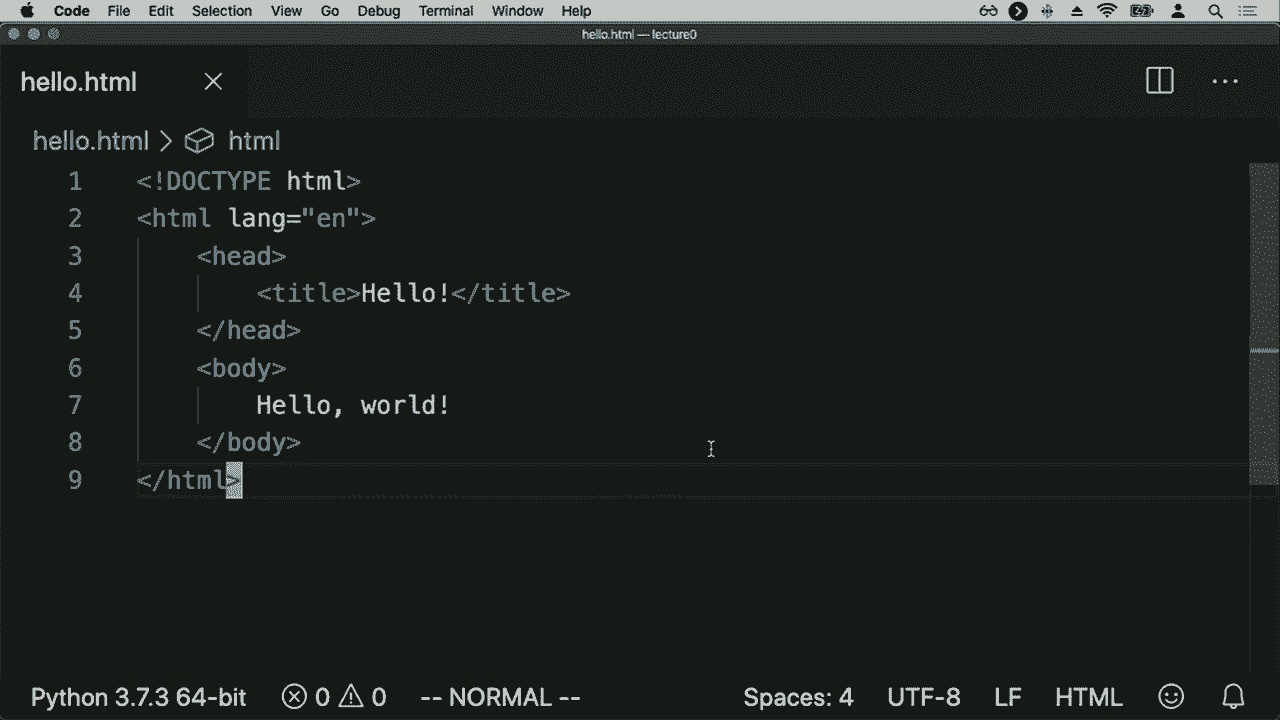 Code File Edit Selection View Go Debug Terminal Window Help
hello.html — lecture0
hello.html
hello.html > html
1 <!DOCTYPE html>
2 <html lang="en">
3 <head>
4 <title>Hello!</title>
5 </head>
6 <body>
7 Hello, world!
8 </body>
9 </html>
Python 3.7.3 64-bit 0 0 -- NORMAL -- Spaces: 4 UTF-8 LF HTML